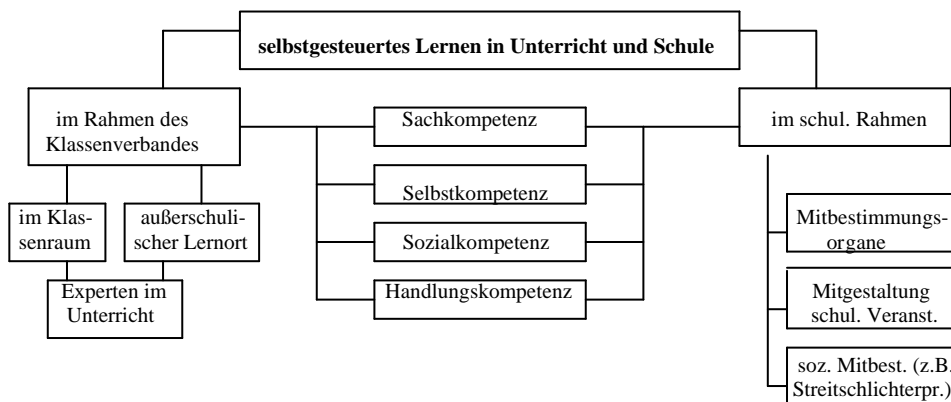 selbstgesteuertes Lernen in Unterricht und Schule
im Rahmen des
Klassenverbandes
Sachkompetenz
im schul. Rahmen
Selbstkompetenz
im Klas-
senraum
außerschuli-
scher Lernort
Sozialkompetenz
Mitbestimmungs-
organe
Experten im
Unterricht
Handlungskompetenz
Mitgestaltung
schul. Veranst.
soz. Mitbest. (z.B.
Streitschlichterpr.)